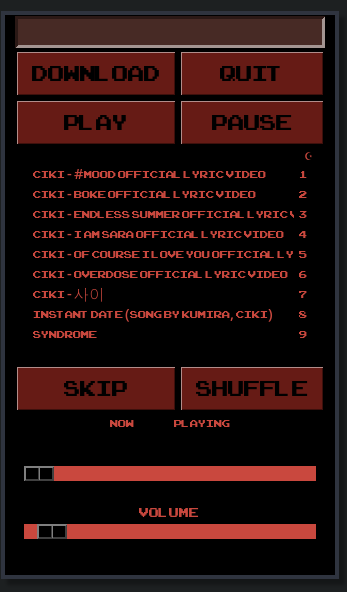 DOWNLOAD QUIT
PLAY PAUSE
CIKI - #MOOD OFFICIAL LYRIC VIDEO 1
CIKI - BOKE OFFICIAL LYRIC VIDEO 2
CIKI - ENDLESS SUMMER OFFICIAL LYRIC 3
CIKI - I AM SARA OFFICIAL LYRIC VIDEO 4
CIKI - OF COURSE I LOVE YOU OFFICIAL LY 5
CIKI - OVERDOSE OFFICIAL LYRIC VIDEO 6
CIKI - 사이 7
INSTANT DATE (SONG BY KUMIRA, CIKI) 8
SYNDROME 9
SKIP SHUFFLE
NOW PLAYING
VOLUME